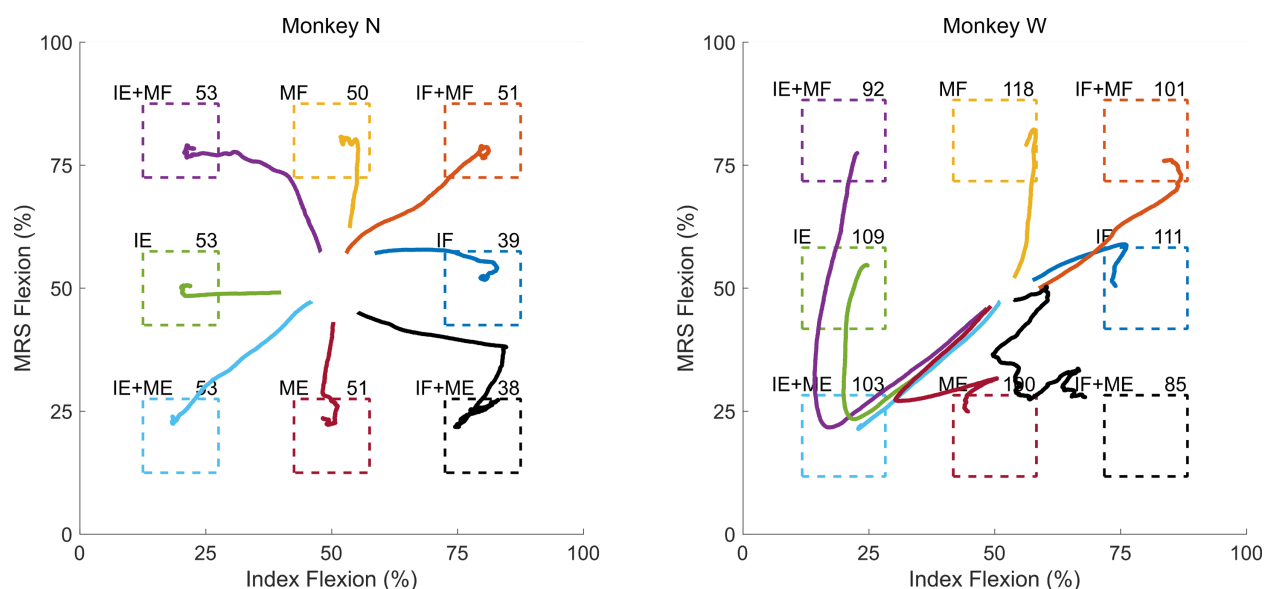 Monkey N
100
75
50
25
0
MRS Flexion (%)
IE+MF 53
MF 50
IF+MF 51
IE 53
IF 39
IE+ME 53
ME 51
IF+ME 38
0 25 50 75 100
Index Flexion (%)
Monkey W
100
75
50
25
0
MRS Flexion (%)
IE+MF 92
MF 118
IF+MF 101
IE 109
IF 111
IE+ME 103
ME 100
IF+ME 85
0 25 50 75 100
Index Flexion (%)